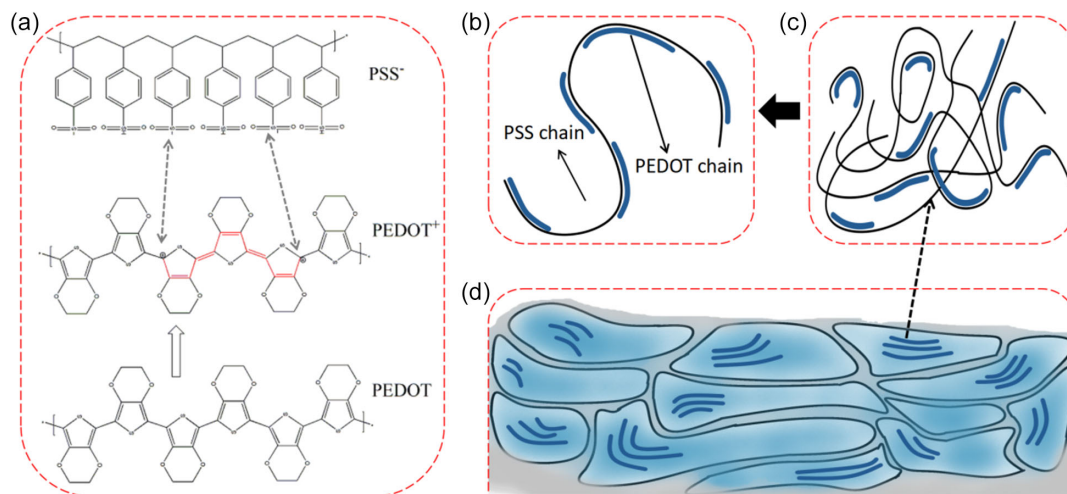 (a)
PSS⁻
PEDOT⁺
PEDOT
(b)
PSS chain
PEDOT chain
(c)
(d)